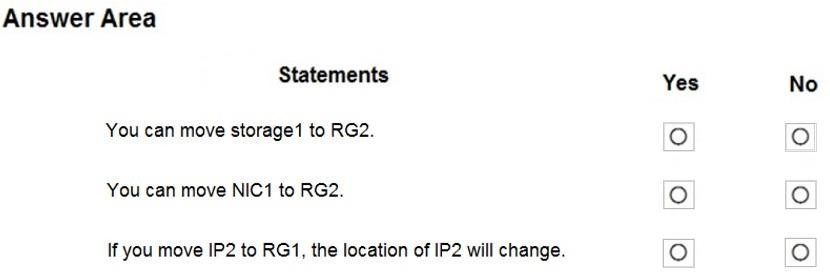 Answer Area
Statements Yes No
You can move storage1 to RG2.
You can move NIC1 to RG2.
If you move IP2 to RG1, the location of IP2 will change.